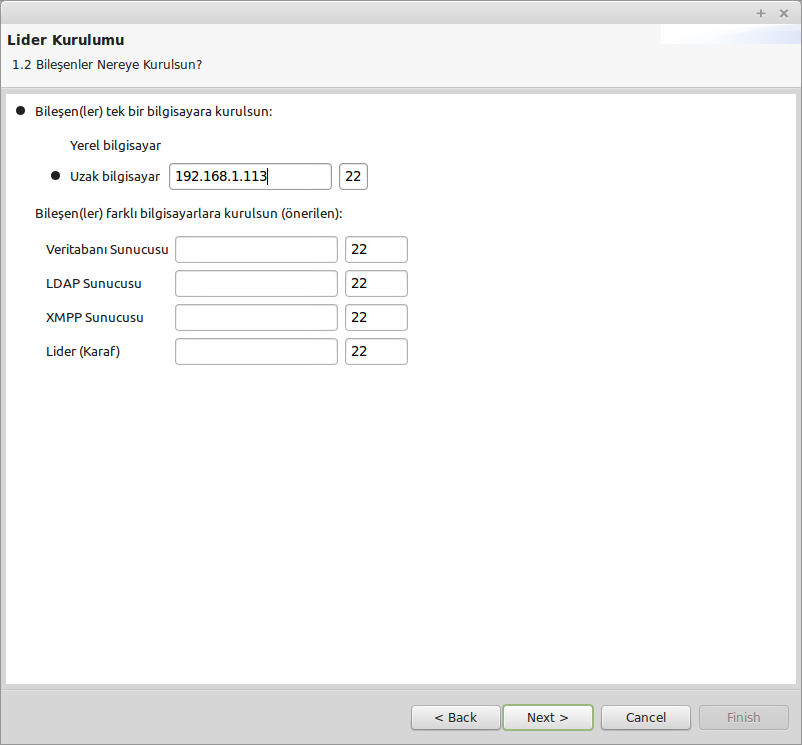 Lider Kurulumu
1.2 Bileşenler Nereye Kurulsun?
Bileşen(ler) tek bir bilgisayara kurulsun:
Yerel bilgisayar
Uzak bilgisayar 192.168.1.113 22
Bileşen(ler) farklı bilgisayarlara kurulsun (önerilen):
Veritabanı Sunucusu 22
LDAP Sunucusu 22
XMPP Sunucusu 22
Lider (Karaf) 22
< Back Next > Cancel Finish